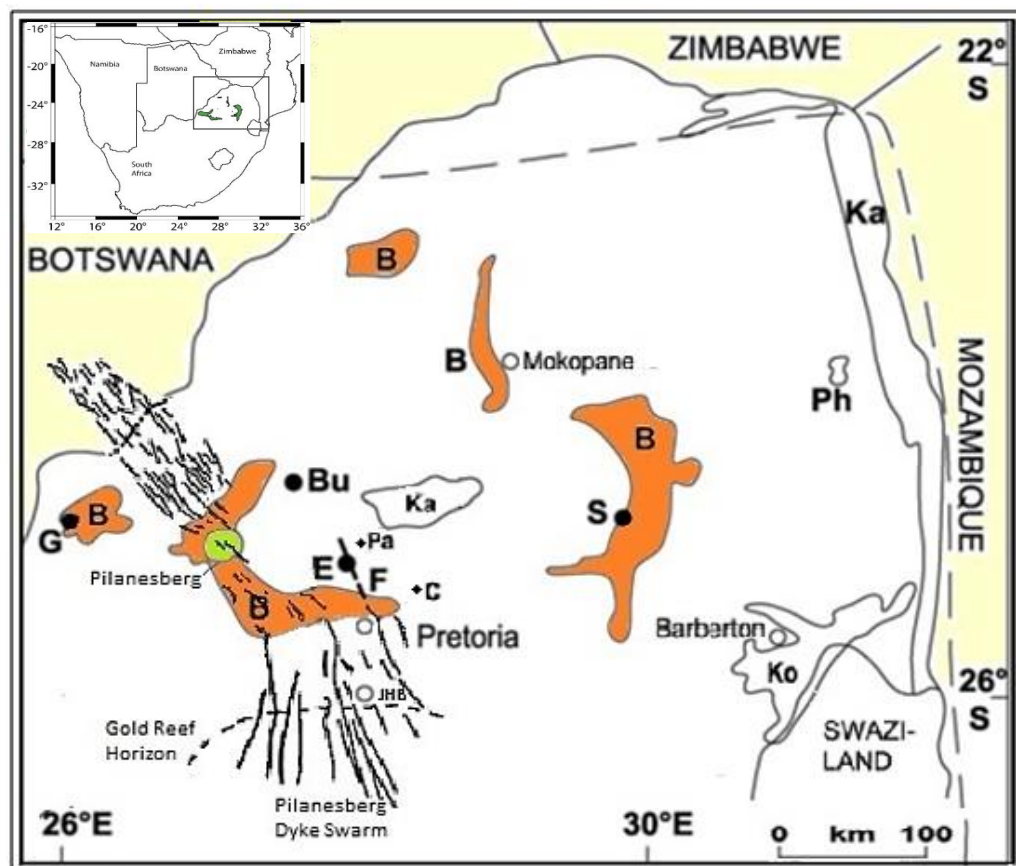 -16°
-20°
-24°
-28°
-32°
12°
16°
20°
24°
28°
32°
36°
Namibia
Botswana
Zimbabwe
South
Africa
ZIMBABWE
22°
S
BOTSWANA
Ka
B
B
Mokopane
MOZAMBIQUE
Ph
B
Bu
Ka
B
G
S
Pa
E
F
Pilanesberg
C
B
Pretoria
Barberton
Ko
JHB
26°
S
Gold Reef
Horizon
SWAZI-
LAND
Pilanesberg
Dyke Swarm
26°E
30°E
0 km 100